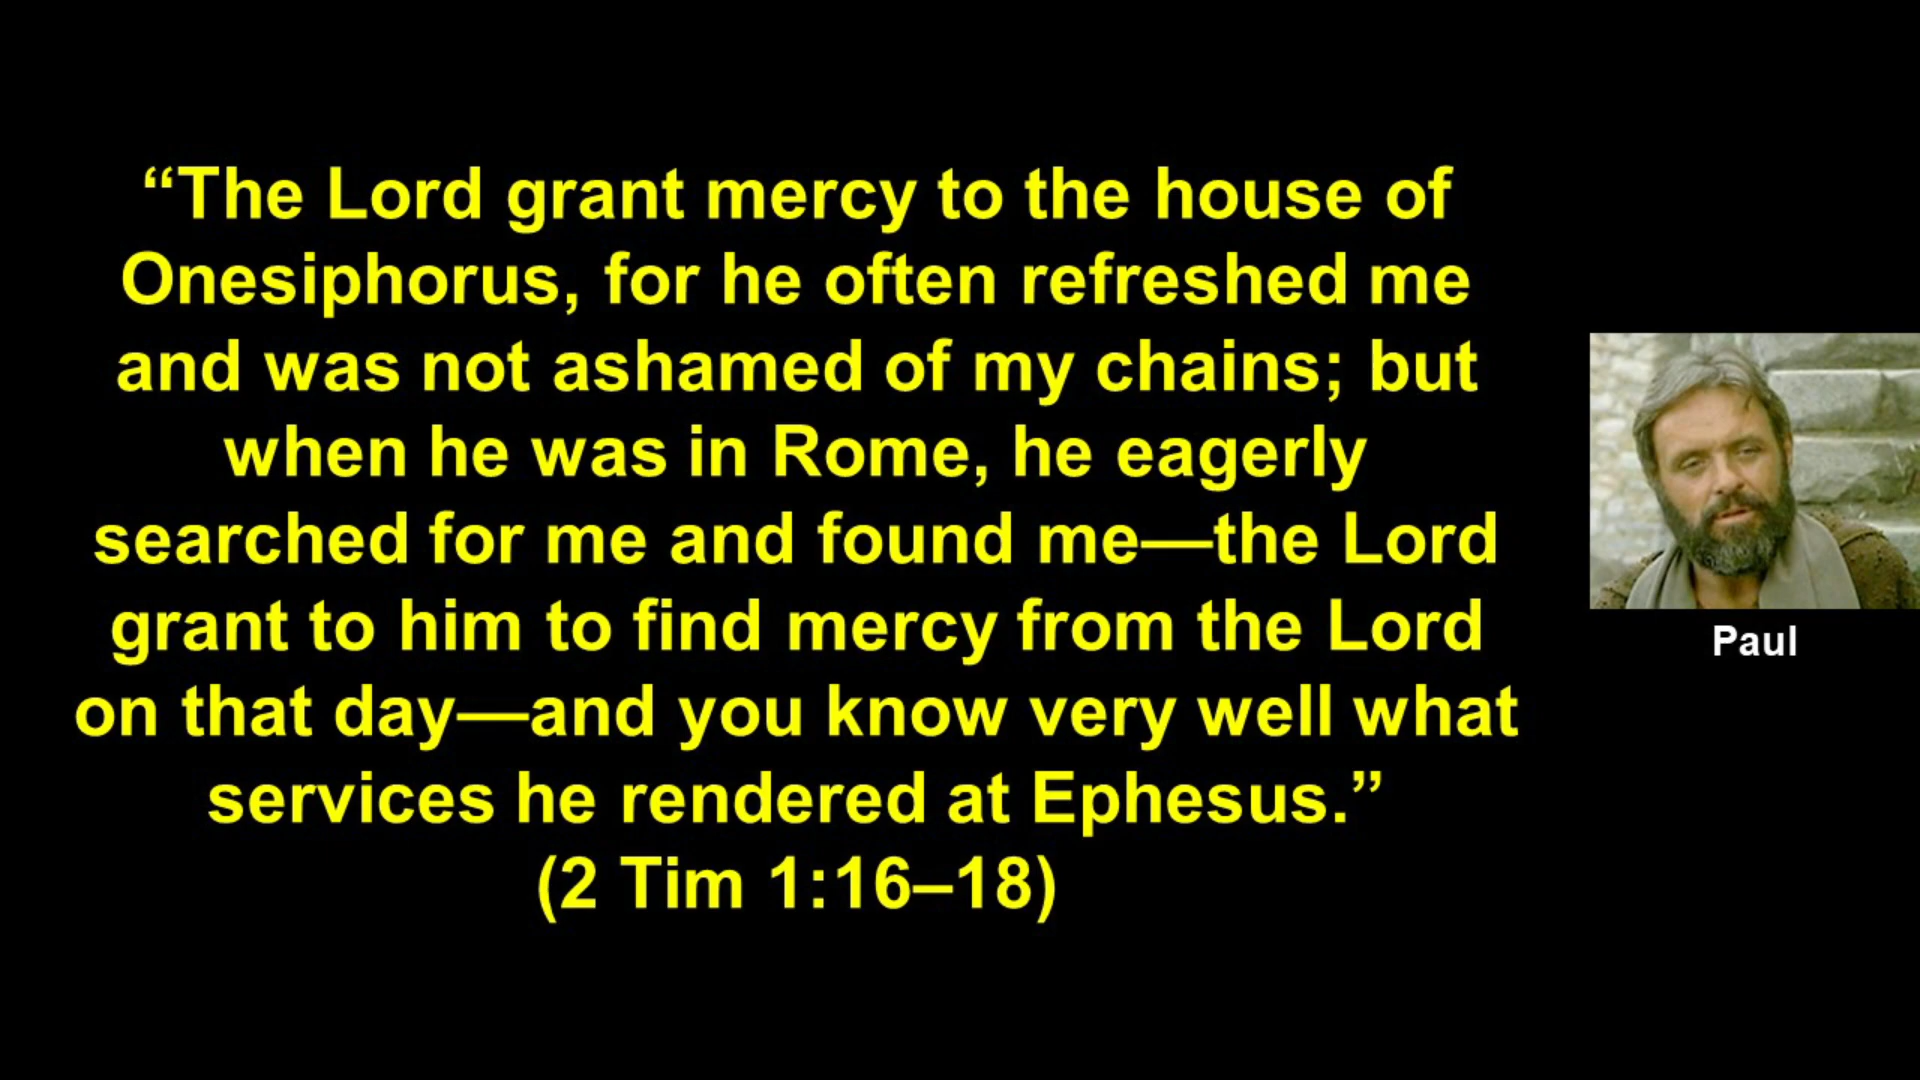 “The Lord grant mercy to the house of
Onesiphorus, for he often refreshed me
and was not ashamed of my chains; but
when he was in Rome, he eagerly
searched for me and found me—the Lord
grant to him to find mercy from the Lord
on that day—and you know very well what
services he rendered at Ephesus.”
(2 Tim 1:16–18)
Paul